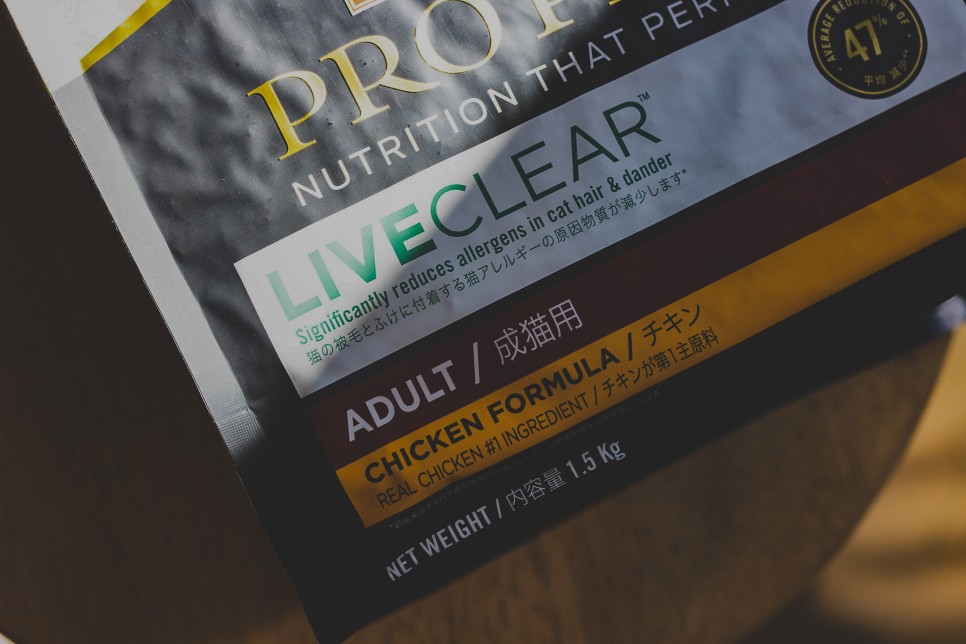 PRO P
NUTRITION THAT PER
AVERAGE REDUCTION OF
47%
平均 減少**
LIVECLEAR™
Significantly reduces allergens in cat hair & dander
猫の被毛とふけに付着する猫アレルギーの原因物質が減少します*
ADULT / 成猫用
CHICKEN FORMULA / チキン
REAL CHICKEN #1 INGREDIENT / チキンが第1主原料
NET WEIGHT / 内容量 1.5 Kg